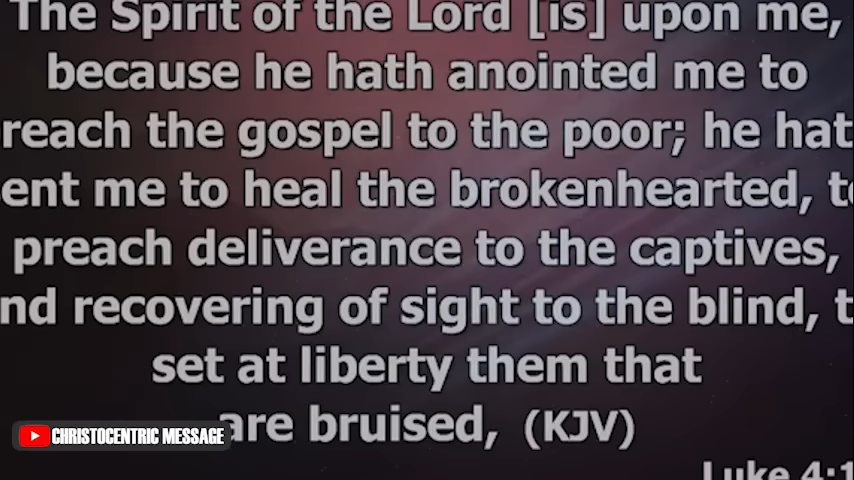 The Spirit of the Lord [is] upon me,
because he hath anointed me to
reach the gospel to the poor; he hat
ent me to heal the brokenhearted, t
preach deliverance to the captives,
nd recovering of sight to the blind, t
set at liberty them that
are bruised, (KJV)
CHRISTOCENTRIC MESSAGE
Luke 4:1